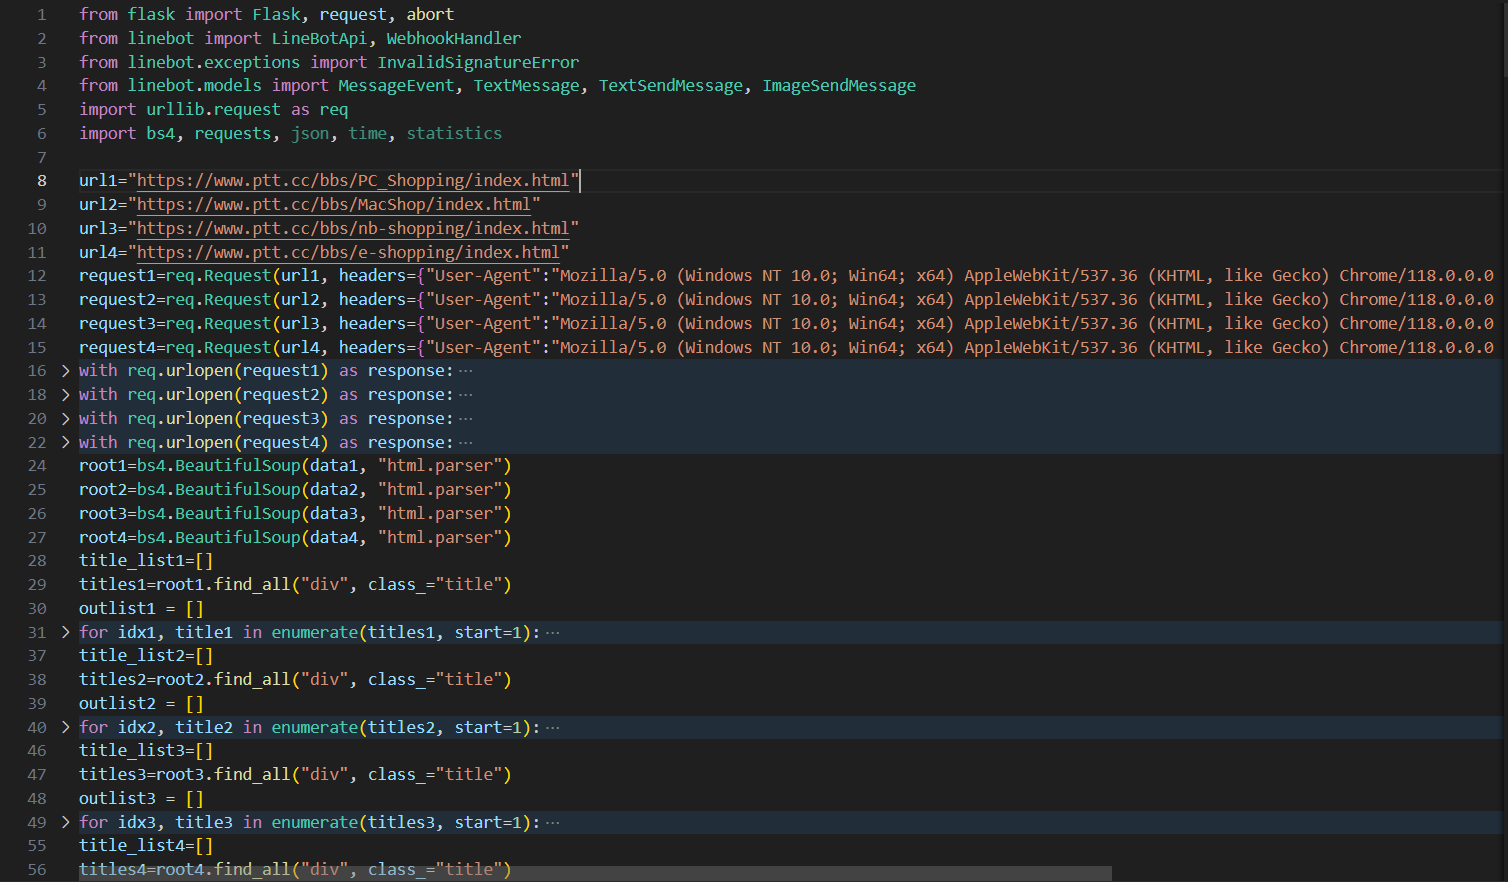 1 from flask import Flask, request, abort
2 from linebot import LineBotApi, WebhookHandler
3 from linebot.exceptions import InvalidSignatureError
4 from linebot.models import MessageEvent, TextMessage, TextSendMessage, ImageSendMessage
5 import urllib.request as req
6 import bs4, requests, json, time, statistics
7
8 url1="https://www.ptt.cc/bbs/PC_Shopping/index.html"
9 url2="https://www.ptt.cc/bbs/MacShop/index.html"
10 url3="https://www.ptt.cc/bbs/nb-shopping/index.html"
11 url4="https://www.ptt.cc/bbs/e-shopping/index.html"
12 request1=req.Request(url1, headers={"User-Agent":"Mozilla/5.0 (Windows NT 10.0; Win64; x64) AppleWebKit/537.36 (KHTML, like Gecko) Chrome/118.0.0.0
13 request2=req.Request(url2, headers={"User-Agent":"Mozilla/5.0 (Windows NT 10.0; Win64; x64) AppleWebKit/537.36 (KHTML, like Gecko) Chrome/118.0.0.0
14 request3=req.Request(url3, headers={"User-Agent":"Mozilla/5.0 (Windows NT 10.0; Win64; x64) AppleWebKit/537.36 (KHTML, like Gecko) Chrome/118.0.0.0
15 request4=req.Request(url4, headers={"User-Agent":"Mozilla/5.0 (Windows NT 10.0; Win64; x64) AppleWebKit/537.36 (KHTML, like Gecko) Chrome/118.0.0.0
16 with req.urlopen(request1) as response:···
18 with req.urlopen(request2) as response:···
20 with req.urlopen(request3) as response:···
22 with req.urlopen(request4) as response:···
24 root1=bs4.BeautifulSoup(data1, "html.parser")
25 root2=bs4.BeautifulSoup(data2, "html.parser")
26 root3=bs4.BeautifulSoup(data3, "html.parser")
27 root4=bs4.BeautifulSoup(data4, "html.parser")
28 title_list1=[]
29 titles1=root1.find_all("div", class_="title")
30 outlist1 = []
31 for idx1, title1 in enumerate(titles1, start=1):···
37 title_list2=[]
38 titles2=root2.find_all("div", class_="title")
39 outlist2 = []
40 for idx2, title2 in enumerate(titles2, start=1):···
46 title_list3=[]
47 titles3=root3.find_all("div", class_="title")
48 outlist3 = []
49 for idx3, title3 in enumerate(titles3, start=1):···
55 title_list4=[]
56 titles4=root4.find_all("div", class_="title")